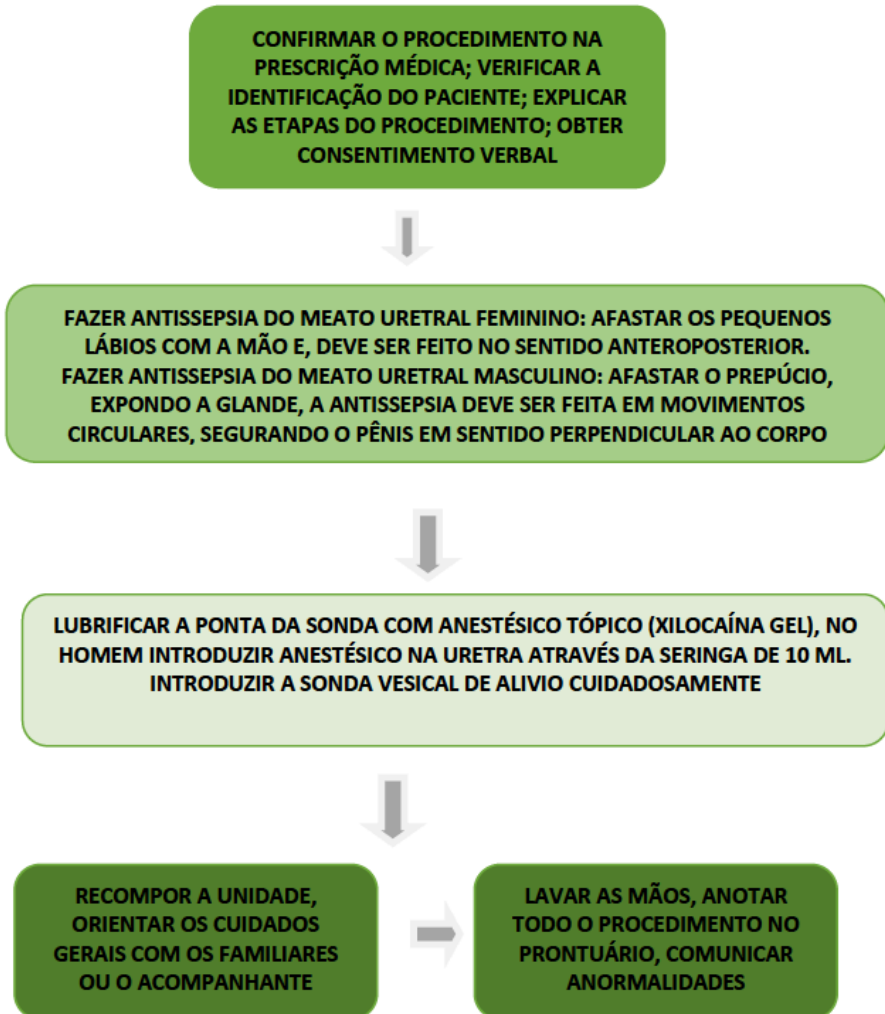 CONFIRMAR O PROCEDIMENTO NA
PRESCRIÇÃO MÉDICA; VERIFICAR A
IDENTIFICAÇÃO DO PACIENTE; EXPLICAR
AS ETAPAS DO PROCEDIMENTO; OBTER
CONSENTIMENTO VERBAL
FAZER ANTISSEPSIA DO MEATO URETRAL FEMININO: AFASTAR OS PEQUENOS
LÁBIOS COM A MÃO E, DEVE SER FEITO NO SENTIDO ANTEROPOSTERIOR.
FAZER ANTISSEPSIA DO MEATO URETRAL MASCULINO: AFASTAR O PREPÚCIO,
EXPONDO A GLANDE, A ANTISSEPSIA DEVE SER FEITA EM MOVIMENTOS
CIRCULARES, SEGURANDO O PÊNIS EM SENTIDO PERPENDICULAR AO CORPO
LUBRIFICAR A PONTA DA SONDA COM ANESTÉSICO TÓPICO (XILOCAÍNA GEL), NO
HOMEM INTRODUZIR ANESTÉSICO NA URETRA ATRAVÉS DA SERINGA DE 10 ML.
INTRODUZIR A SONDA VESICAL DE ALIVIO CUIDADOSAMENTE
RECOMPOR A UNIDADE,
ORIENTAR OS CUIDADOS
GERAIS COM OS FAMILIARES
OU O ACOMPANHANTE
LAVAR AS MÃOS, ANOTAR
TODO O PROCEDIMENTO NO
PRONTUÁRIO, COMUNICAR
ANORMALIDADES